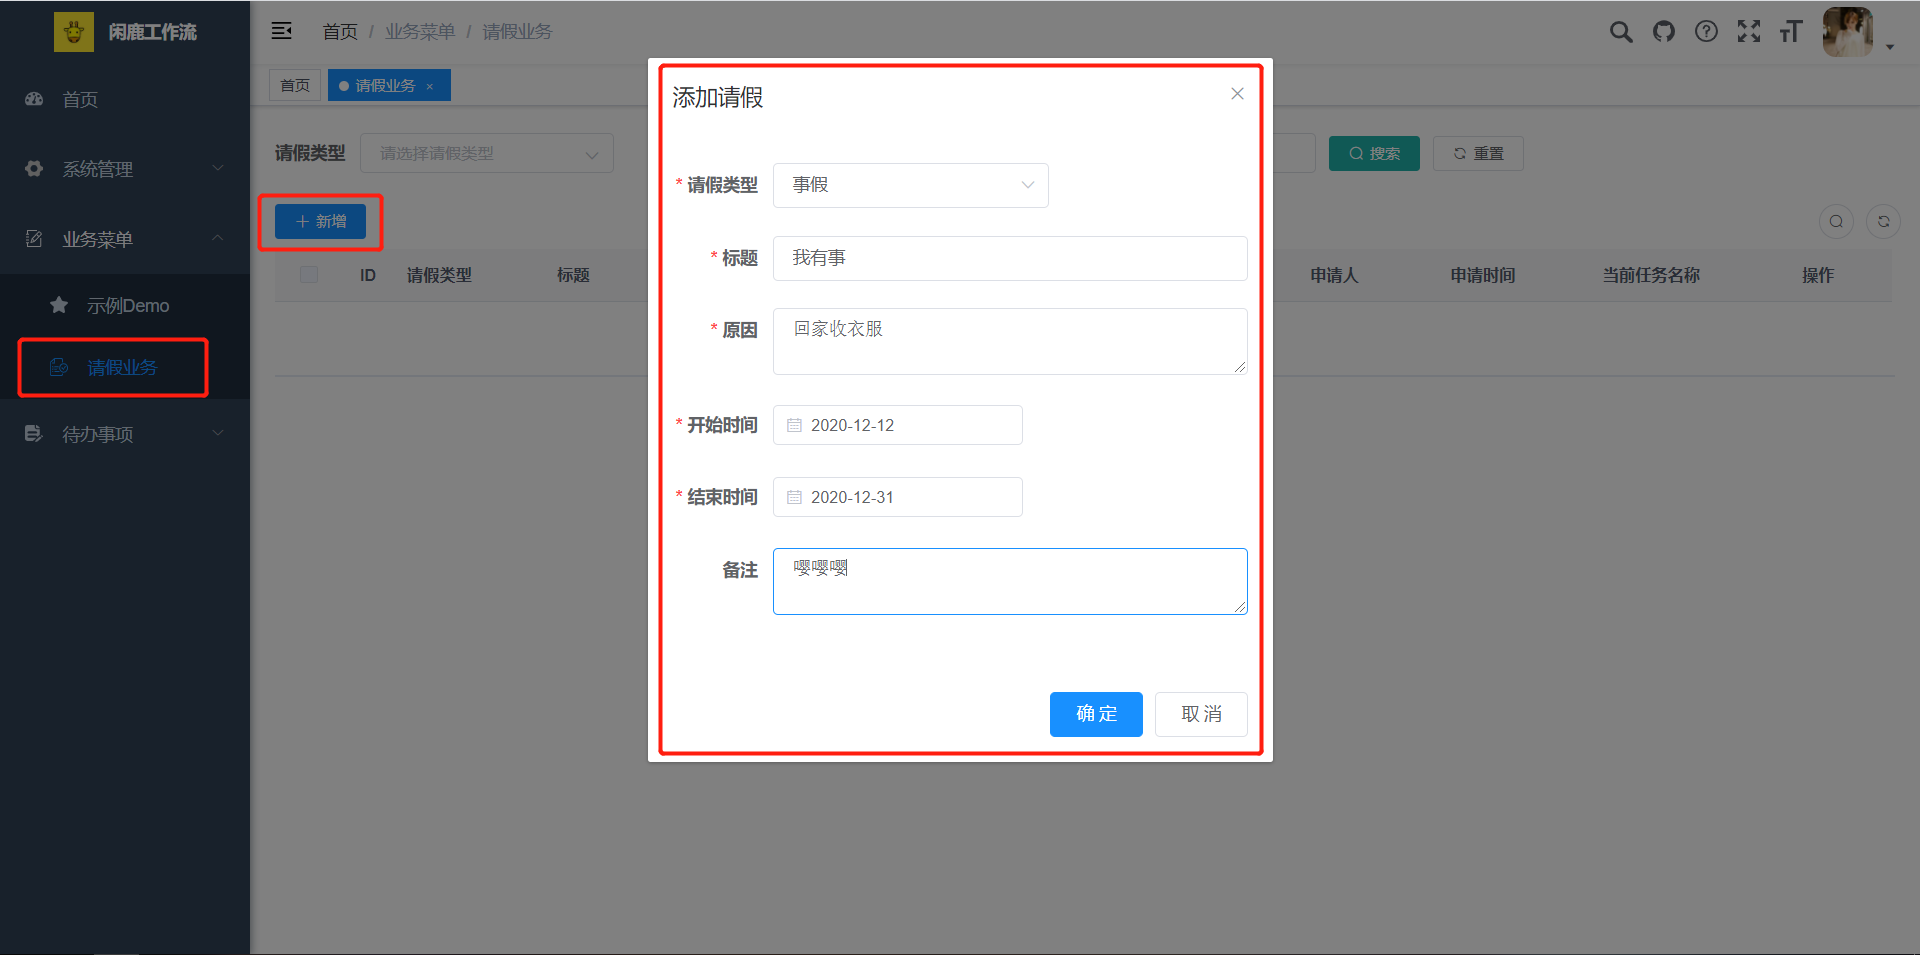 闲鹿工作流
首页 / 业务菜单 / 请假业务
首页
系统管理
业务菜单
示例Demo
请假业务
待办事项
首页 请假业务 ×
请假类型 请选择请假类型
搜索 重置
+ 新增
ID 请假类型 标题 申请人 申请时间 当前任务名称 操作
添加请假
* 请假类型 事假
* 标题 我有事
* 原因 回家收衣服
* 开始时间 2020-12-12
* 结束时间 2020-12-31
备注 嘤嘤嘤
确 定 取 消